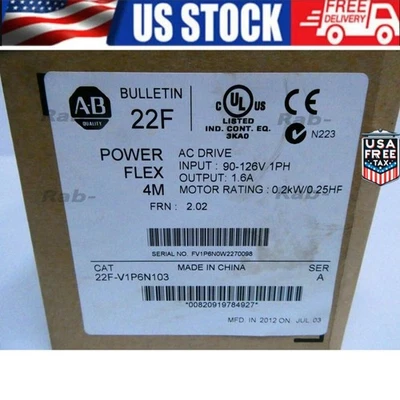 US STOCK
FREE
DELIVERY
A-B
QUALITY
BULLETIN
22F
UL
LISTED
IND. CONT. EQ.
3KA0
CE
N223
USA
FREE
TAX
Rab-
Rab-
Rab-
Rab-
POWER
FLEX
4M
AC DRIVE
INPUT : 90-126V 1PH
OUTPUT : 1.6A
MOTOR RATING : 0.2kW/0.25HP
FRN : 2.02
SERIAL NO. FV1P6N0W2270098
CAT
22F-V1P6N103
MADE IN CHINA
SER
A
*00820919784927*
MFD. IN 2012 ON JUL. 03